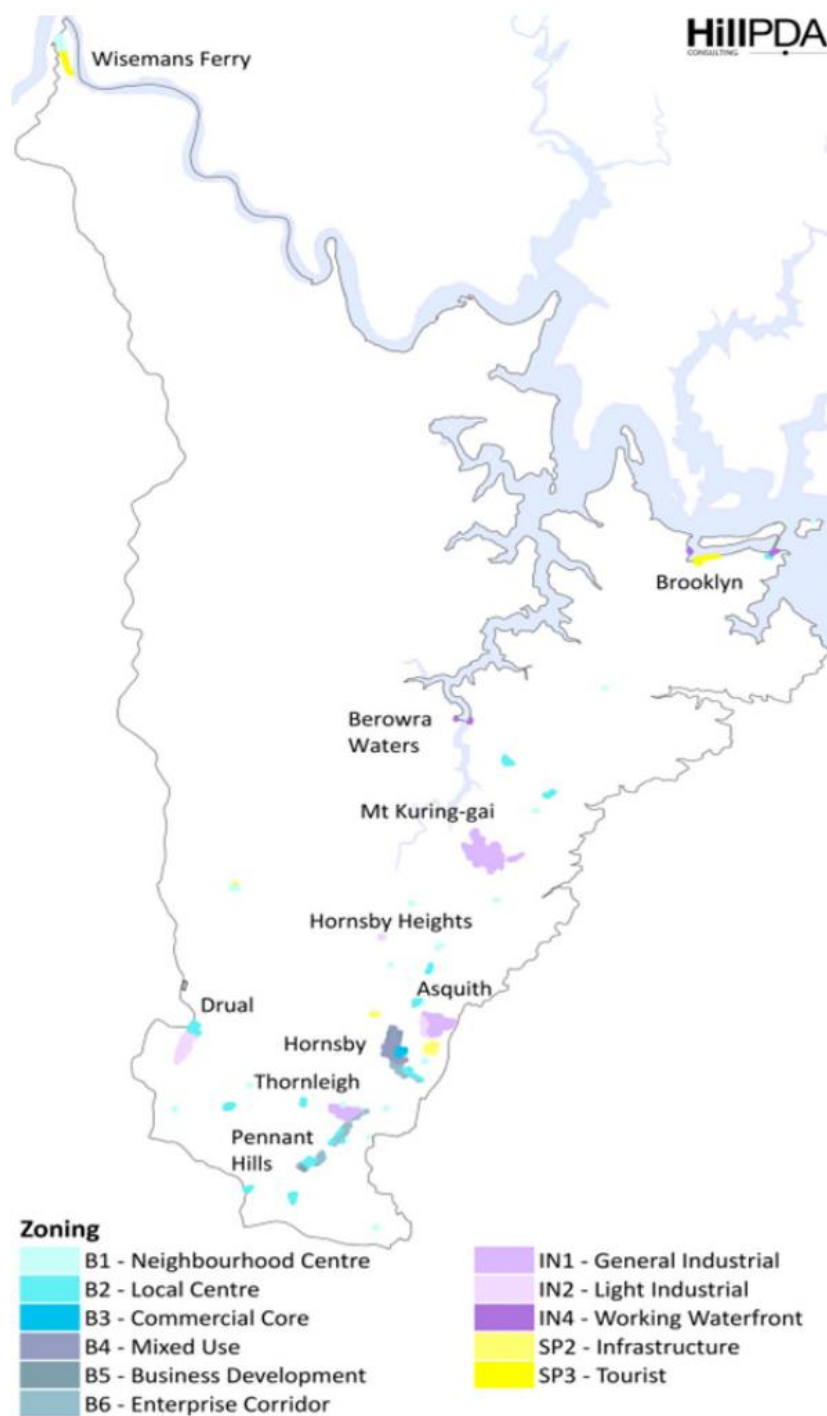 HillPDA
CONSULTING
Wisemans Ferry
Brooklyn
Berowra
Waters
Mt Kuring-gai
Hornsby Heights
Asquith
Drual
Hornsby
Thornleigh
Pennant
Hills
Zoning
B1 - Neighbourhood Centre
B2 - Local Centre
B3 - Commercial Core
B4 - Mixed Use
B5 - Business Development
B6 - Enterprise Corridor
IN1 - General Industrial
IN2 - Light Industrial
IN4 - Working Waterfront
SP2 - Infrastructure
SP3 - Tourist